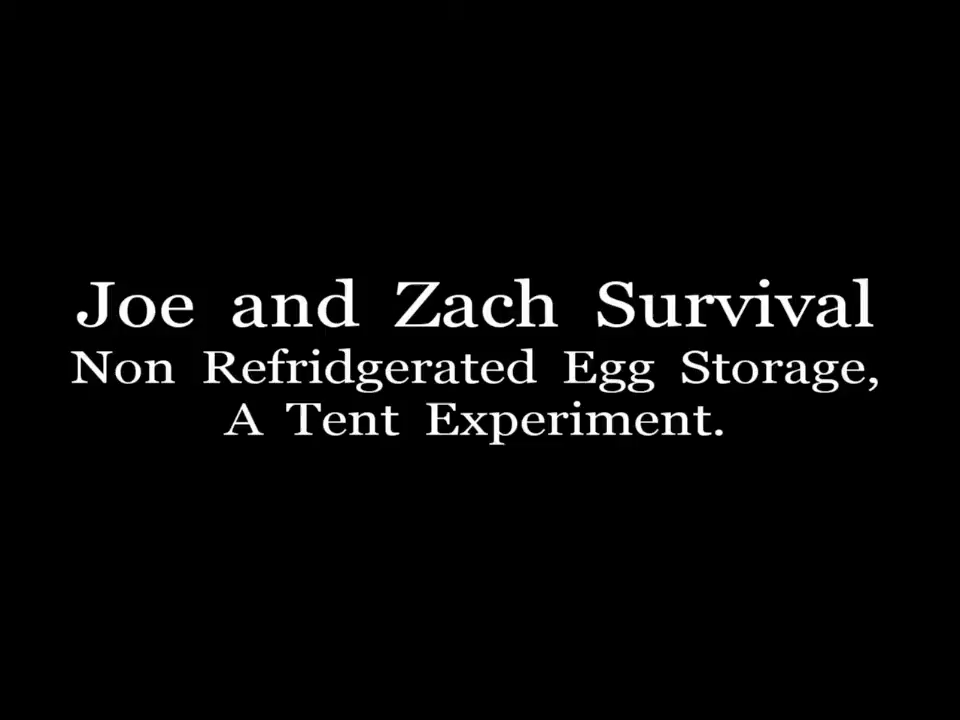 Joe and Zach Survival
Non Refridgerated Egg Storage,
A Tent Experiment.